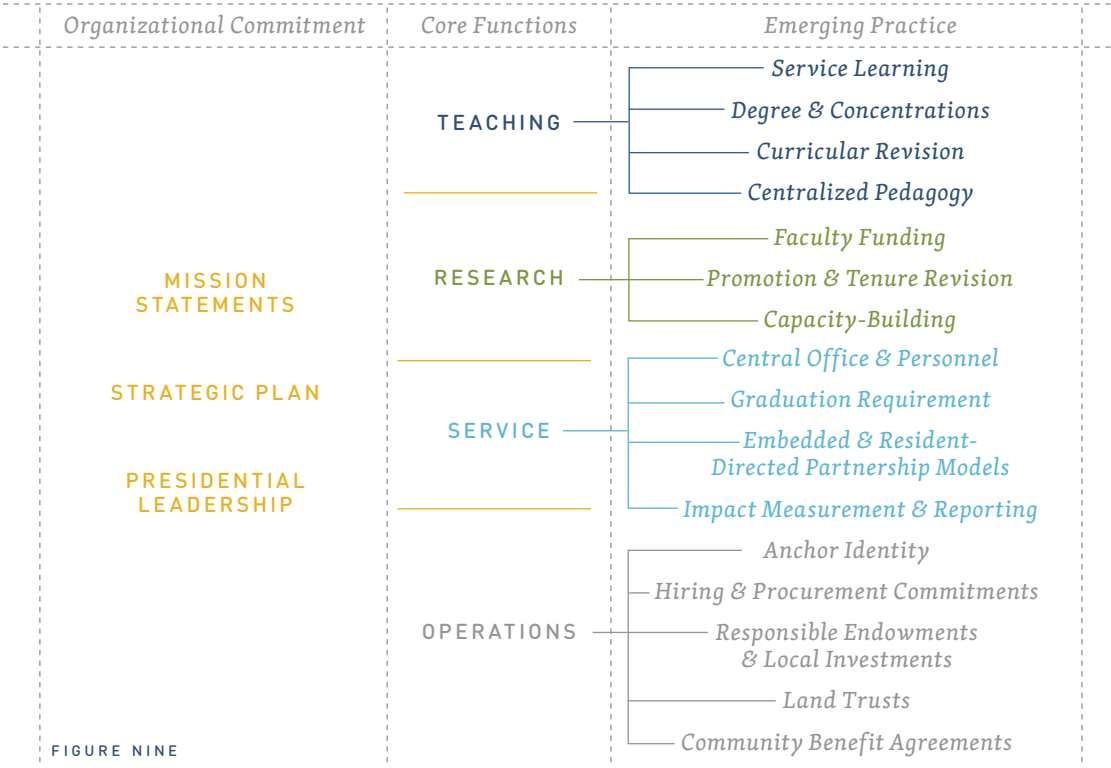 Organizational Commitment
Core Functions
Emerging Practice
MISSION
STATEMENTS
STRATEGIC PLAN
PRESIDENTIAL
LEADERSHIP
TEACHING
Service Learning
Degree & Concentrations
Curricular Revision
Centralized Pedagogy
RESEARCH
Faculty Funding
Promotion & Tenure Revision
Capacity-Building
SERVICE
Central Office & Personnel
Graduation Requirement
Embedded & Resident-
Directed Partnership Models
Impact Measurement & Reporting
OPERATIONS
Anchor Identity
Hiring & Procurement Commitments
Responsible Endowments
& Local Investments
Land Trusts
Community Benefit Agreements
FIGURE NINE